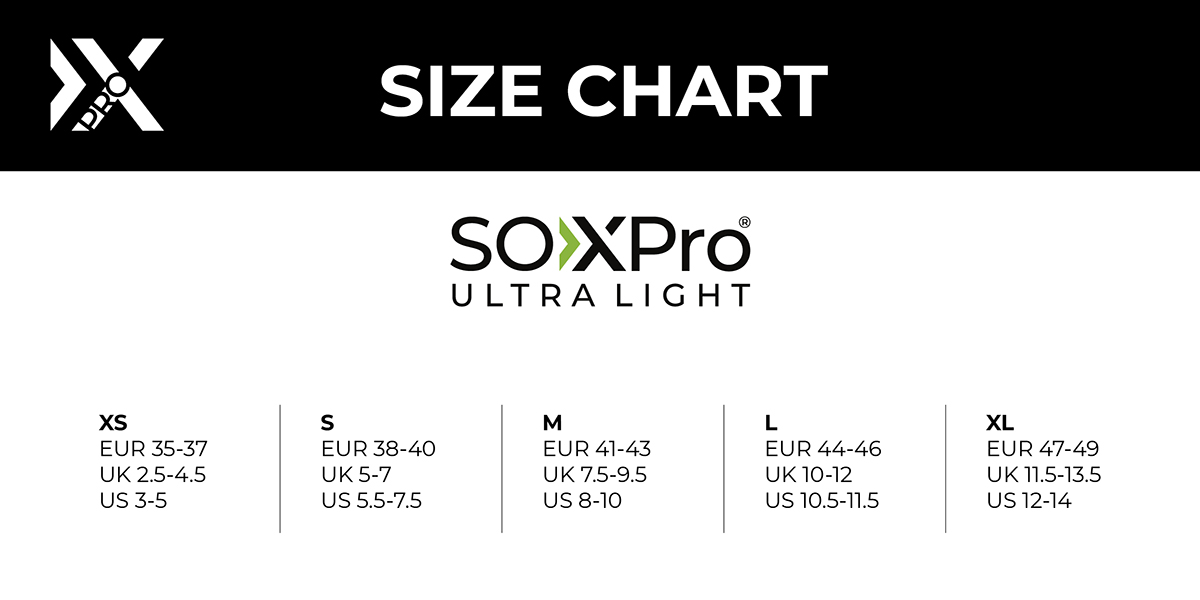 PRO
SIZE CHART
SOXPro®
ULTRA LIGHT
XS
EUR 35-37
UK 2.5-4.5
US 3-5
S
EUR 38-40
UK 5-7
US 5.5-7.5
M
EUR 41-43
UK 7.5-9.5
US 8-10
L
EUR 44-46
UK 10-12
US 10.5-11.5
XL
EUR 47-49
UK 11.5-13.5
US 12-14